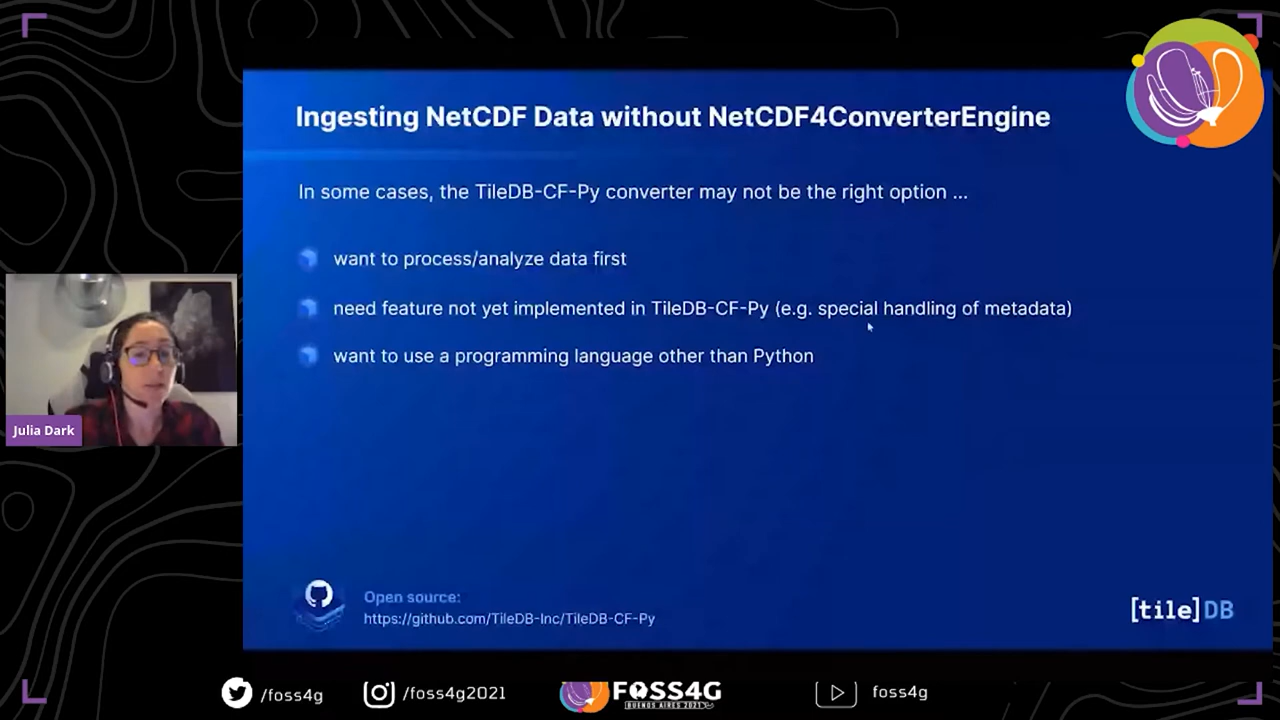 Ingesting NetCDF Data without NetCDF4ConverterEngine
In some cases, the TileDB-CF-Py converter may not be the right option ...
want to process/analyze data first
need feature not yet implemented in TileDB-CF-Py (e.g. special handling of metadata)
want to use a programming language other than Python
Julia Dark
Open source:
https://github.com/TileDB-Inc/TileDB-CF-Py
[tile]DB
/foss4g
/foss4g2021
FOSS4G
BUENOS AIRES 2021
foss4g